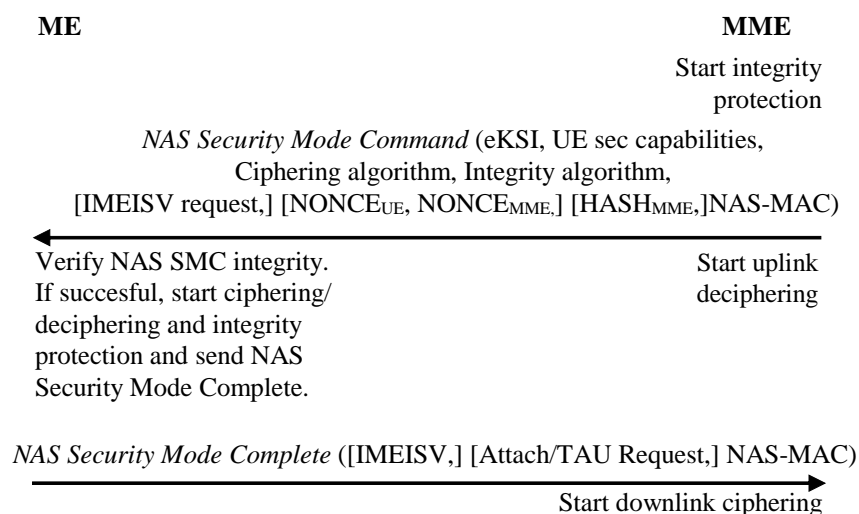 ME MME
Start integrity
protection
NAS Security Mode Command (eKSI, UE sec capabilities,
Ciphering algorithm, Integrity algorithm,
[IMEISV request,] [NONCEUE, NONCEMME,] [HASHMME,]NAS-MAC)
Verify NAS SMC integrity.
If succesful, start ciphering/
deciphering and integrity
protection and send NAS
Security Mode Complete.
Start uplink
deciphering
NAS Security Mode Complete ([IMEISV,] [Attach/TAU Request,] NAS-MAC)
Start downlink ciphering